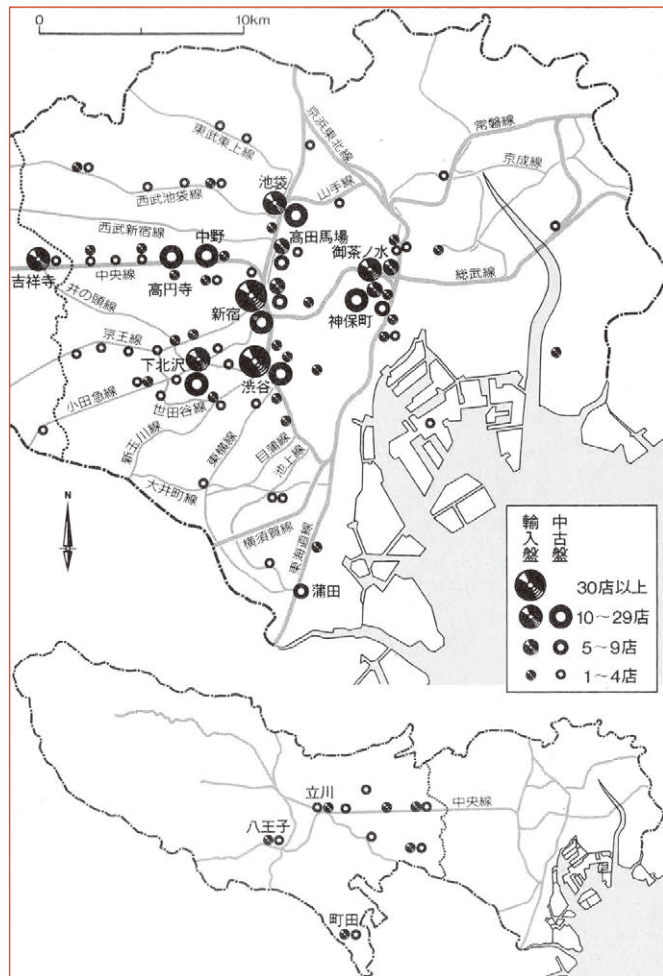 0 10km
東武東上線
京浜東北線
常磐線
京成線
池袋
山手線
西武池袋線
西武新宿線
中野
高田馬場
御茶ノ水
総武線
吉祥寺
中央線
高円寺
井の頭線
新宿
神保町
京王線
下北沢
渋谷
小田急線
世田谷線
新玉川線
東横線
目蒲線
池上線
大井町線
横須賀線
東海道線
蒲田
N
輸入盤 中古盤
30店以上
10～29店
5～9店
1～4店
立川
中央線
八王子
町田